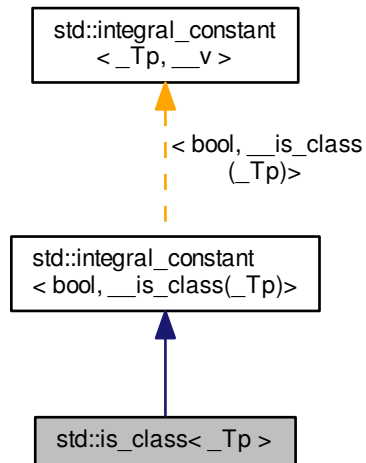 std::integral_constant
< _Tp, __v >
< bool, __is_class
(_Tp)>
std::integral_constant
< bool, __is_class(_Tp)>
std::is_class< _Tp >